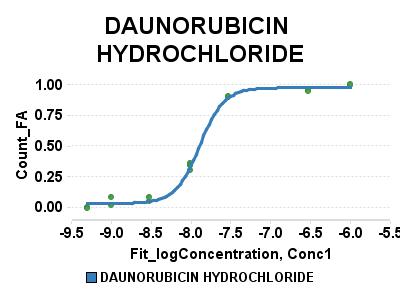 DAUNORUBICIN
HYDROCHLORIDE
Count_FA
1.00
0.75
0.50
0.25
0.00
-9.5 -9.0 -8.5 -8.0 -7.5 -7.0 -6.5 -6.0 -5.5
Fit_logConcentration, Conc1
DAUNORUBICIN HYDROCHLORIDE